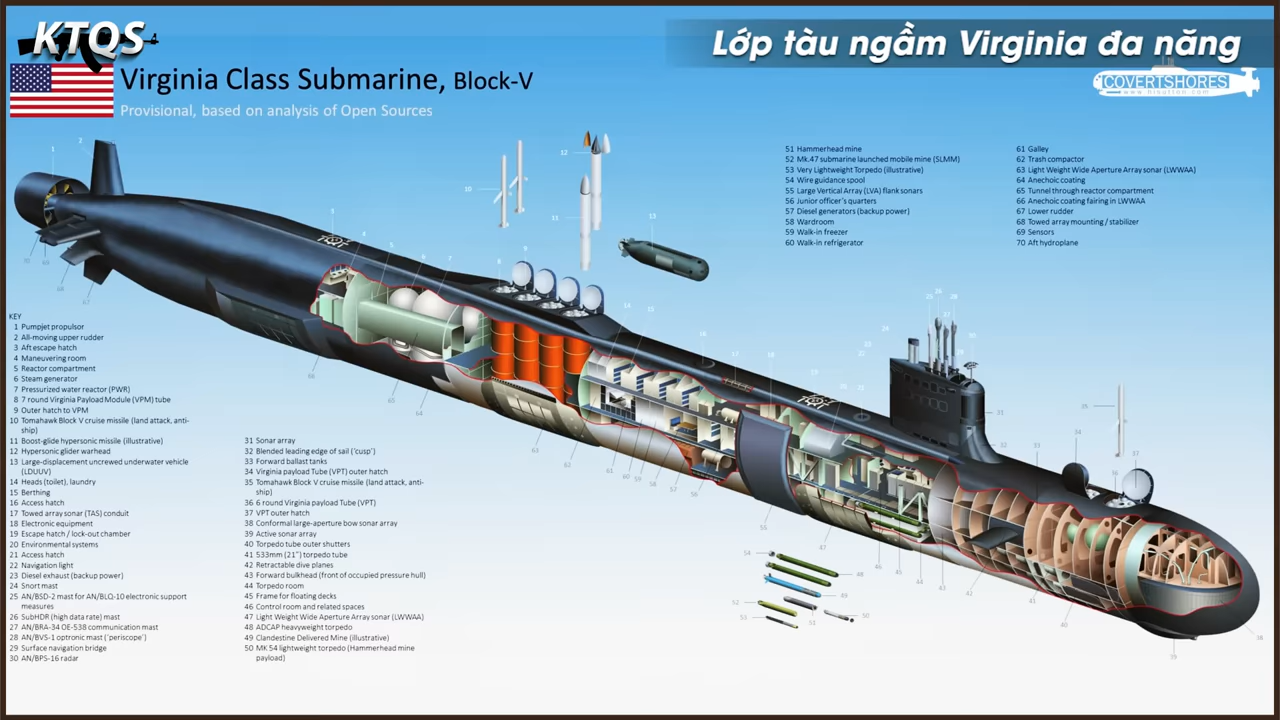 KTQS
Lớp tàu ngầm Virginia đa năng
Virginia Class Submarine, Block-V
Provisional, based on analysis of Open Sources
COVERTSHORES
www.hisutton.com
51 Hammerhead mine
52 Mk.47 submarine launched mobile mine (SLMM)
53 Very Lightweight Torpedo (illustrative)
54 Wire guidance spool
55 Large Vertical Array (LVA) flank sonars
56 Junior officer's quarters
57 Diesel generators (backup power)
58 Wardroom
59 Walk-in freezer
60 Walk-in refrigerator
61 Galley
62 Trash compactor
63 Light Weight Wide Aperture Array sonar (LWWAA)
64 Anechoic coating
65 Tunnel through reactor compartment
66 Anechoic coating fairing in LWWAA
67 Lower rudder
68 Towed array mounting / stabilizer
69 Sensors
70 Aft hydroplane
KEY
1 Pumpjet propulsor
2 All-moving upper rudder
3 Aft escape hatch
4 Maneuvering room
5 Reactor compartment
6 Steam generator
7 Pressurized water reactor (PWR)
8 7 round Virginia Payload Module (VPM) tube
9 Outer hatch to VPM
10 Tomahawk Block V cruise missile (land attack, anti-
ship)
11 Boost-glide hypersonic missile (illustrative)
12 Hypersonic glider warhead
13 Large-displacement uncrewed underwater vehicle
(LDUUV)
14 Heads (toilet), laundry
15 Berthing
16 Access hatch
17 Towed array sonar (TAS) conduit
18 Electronic equipment
19 Escape hatch / lock-out chamber
20 Environmental systems
21 Access hatch
22 Navigation light
23 Diesel exhaust (backup power)
24 Snort mast
25 AN/BSD-2 mast for AN/BLQ-10 electronic support
measures
26 SubHDR (high data rate) mast
27 AN/BRA-34 OE-538 communication mast
28 AN/BVS-1 optronic mast ('periscope')
29 Surface navigation bridge
30 AN/BPS-16 radar
31 Sonar array
32 Blended leading edge of sail ('cusp')
33 Forward ballast tanks
34 Virginia payload Tube (VPT) outer hatch
35 Tomahawk Block V cruise missile (land attack, anti-
ship)
36 6 round Virginia payload Tube (VPT)
37 VPT outer hatch
38 Conformal large-aperture bow sonar array
39 Active sonar array
40 Torpedo tube outer shutters
41 533mm (21") torpedo tube
42 Retractable dive planes
43 Forward bulkhead (front of occupied pressure hull)
44 Torpedo room
45 Frame for floating decks
46 Control room and related spaces
47 Light Weight Wide Aperture Array sonar (LWWAA)
48 ADCAP heavyweight torpedo
49 Clandestine Delivered Mine (illustrative)
50 MK 54 lightweight torpedo (Hammerhead mine
payload)